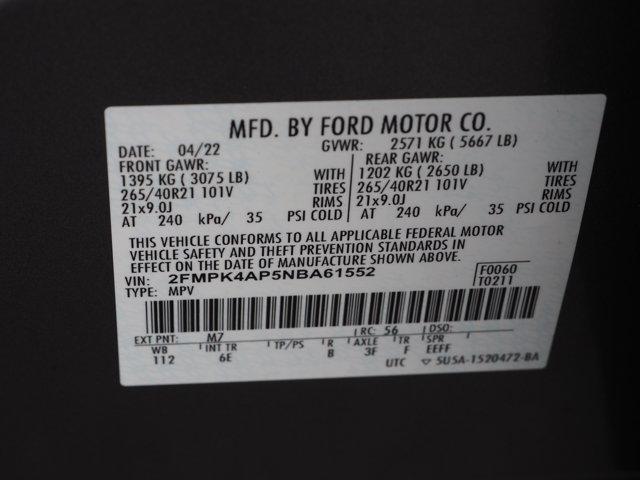 MFD. BY FORD MOTOR CO.
DATE: 04/22 GVWR: 2571 KG ( 5667 LB)
FRONT GAWR: REAR GAWR:
1395 KG ( 3075 LB) WITH 1202 KG ( 2650 LB) WITH
265/40R21 101V TIRES 265/40R21 101V TIRES
21x9.0J RIMS 21x9.0J RIMS
AT 240 kPa/ 35 PSI COLD AT 240 kPa/ 35 PSI COLD
THIS VEHICLE CONFORMS TO ALL APPLICABLE FEDERAL MOTOR
VEHICLE SAFETY AND THEFT PREVENTION STANDARDS IN
EFFECT ON THE DATE OF MANUFACTURE SHOWN ABOVE.
VIN: 2FMPK4AP5NBA61552 F0060
TYPE: MPV T0211
EXT PNT: M7 RC: 56 DSO:
WB INT TR TP/PS R AXLE TR SPR
112 6E B 3F F EEFF
UTC ▽ 5U5A-1520472-BA